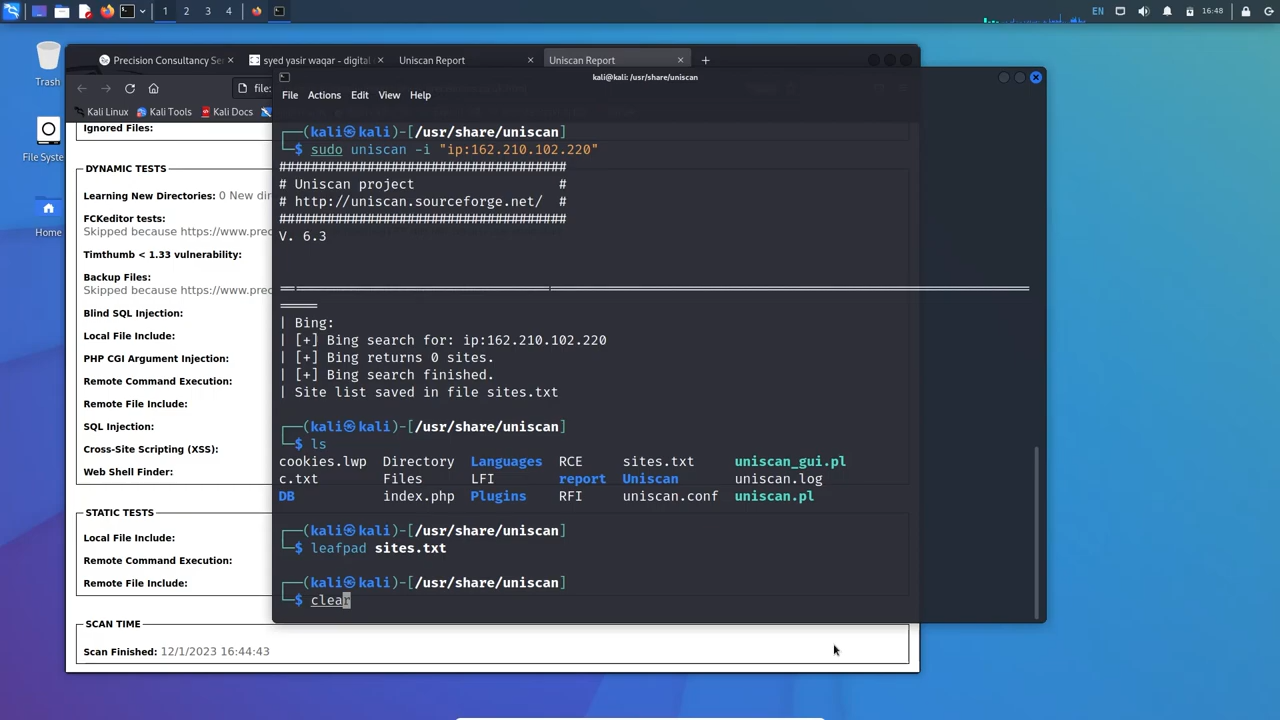 1 2 3 4 EN 16:48
Trash
File Syste
Home
Precision Consultancy Se
syed yasir waqar - digital
Uniscan Report
Uniscan Report
file:
Kali Linux
Kali Tools
Kali Docs
Ignored Files:
DYNAMIC TESTS
Learning New Directories: 0 New dir
FCKeditor tests:
Skipped because https://www.prec
Timthumb < 1.33 vulnerability:
Backup Files:
Skipped because https://www.prec
Blind SQL Injection:
Local File Include:
PHP CGI Argument Injection:
Remote Command Execution:
Remote File Include:
SQL Injection:
Cross-Site Scripting (XSS):
Web Shell Finder:
STATIC TESTS
Local File Include:
Remote Command Execution:
Remote File Include:
SCAN TIME
Scan Finished: 12/1/2023 16:44:43
kali@kali: /usr/share/uniscan
File Actions Edit View Help
(kali㉿kali)-[/usr/share/uniscan]
$ sudo uniscan -i "ip:162.210.102.220"
####################################
# Uniscan project                  #
# http://uniscan.sourceforge.net/  #
####################################
V. 6.3
| Bing:
| [+] Bing search for: ip:162.210.102.220
| [+] Bing returns 0 sites.
| [+] Bing search finished.
| Site list saved in file sites.txt
(kali㉿kali)-[/usr/share/uniscan]
$ ls
cookies.lwp Directory Languages RCE sites.txt uniscan_gui.pl
c.txt Files LFI report Uniscan uniscan.log
DB index.php Plugins RFI uniscan.conf uniscan.pl
(kali㉿kali)-[/usr/share/uniscan]
$ leafpad sites.txt
(kali㉿kali)-[/usr/share/uniscan]
$ clear